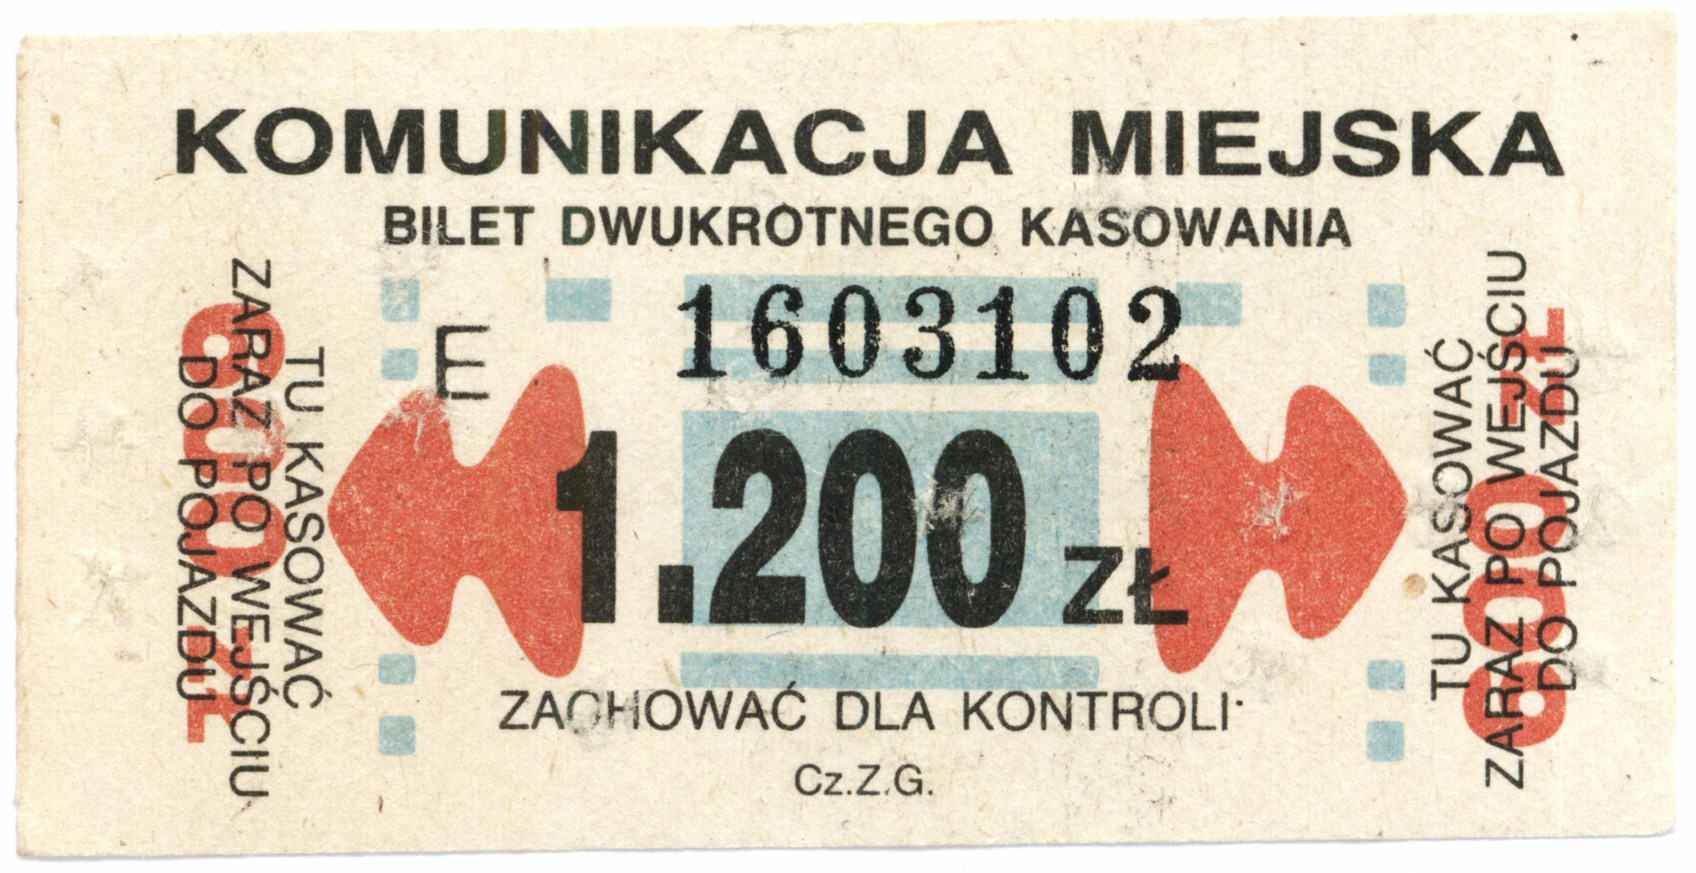 KOMUNIKACJA MIEJSKA
BILET DWUKROTNEGO KASOWANIA
E 1603102
1.200 ZŁ
ZACHOWAĆ DLA KONTROLI
Cz.Z.G.
TU KASOWAĆ
ZARAZ PO WEJŚCIU
DO POJAZDU
600 zł
TU KASOWAĆ
ZARAZ PO WEJŚCIU
DO POJAZDU
600 zł